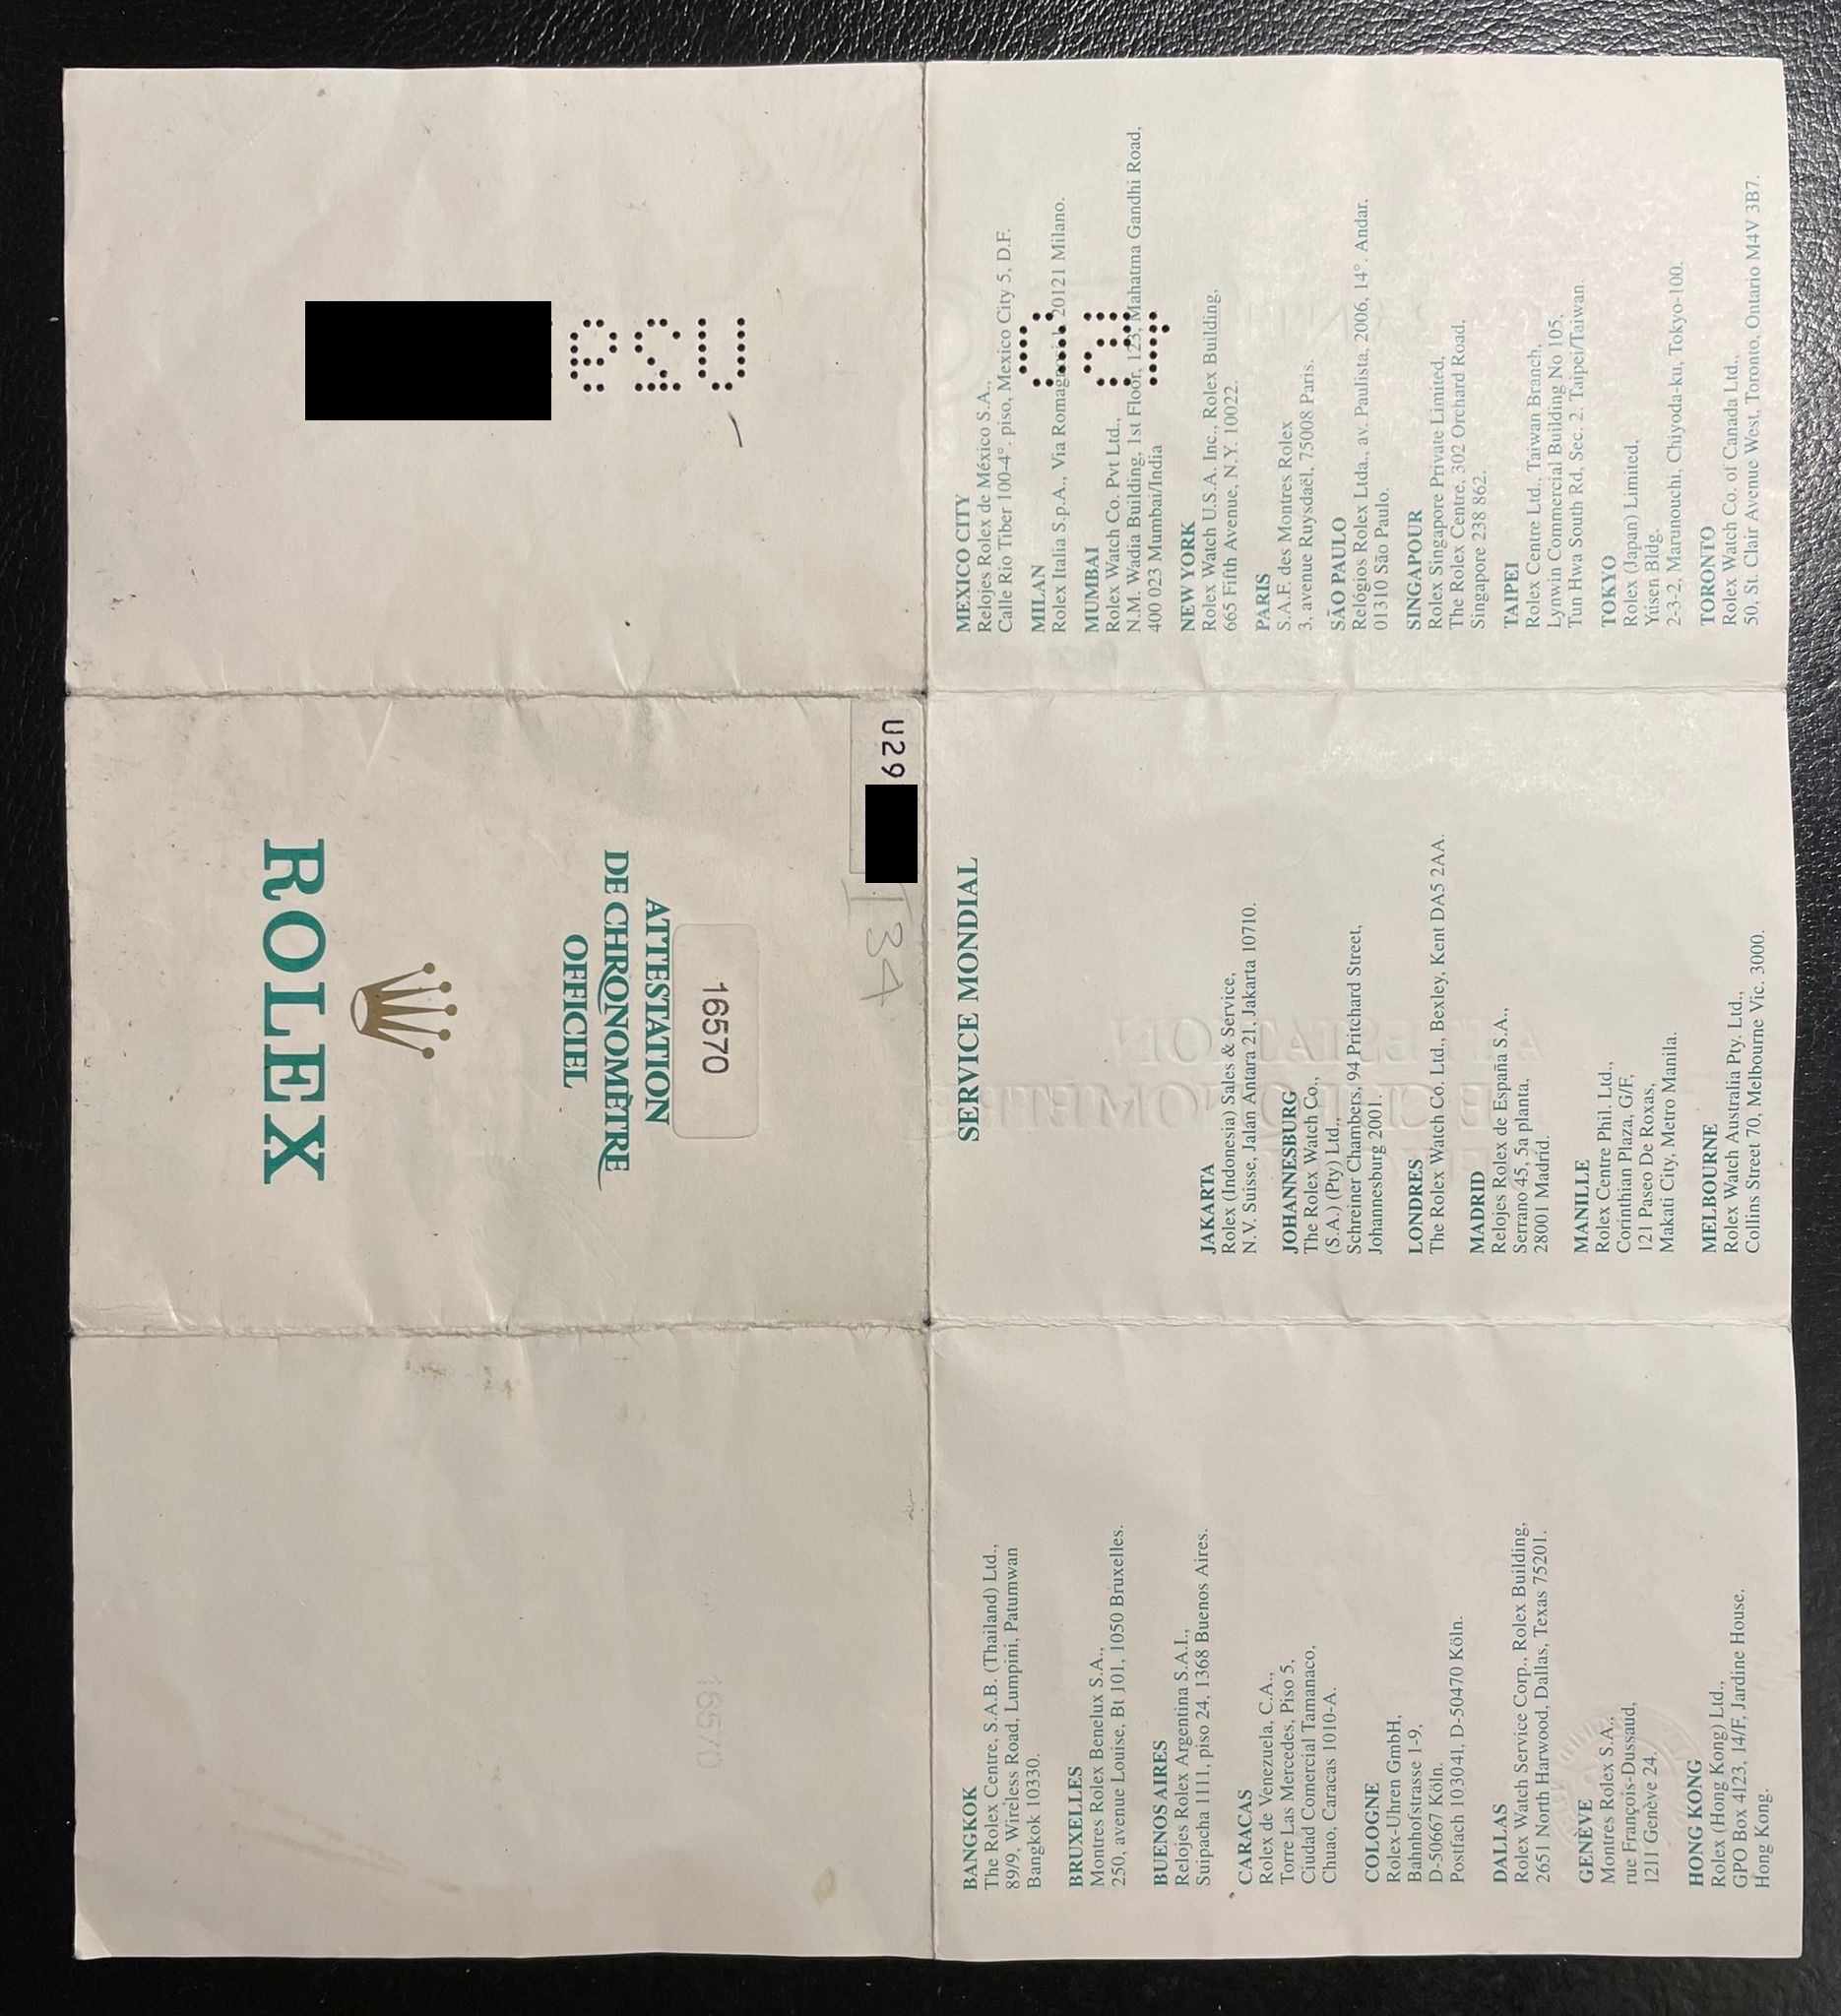 U29
16570
ATTESTATION
DE CHRONOMÈTRE
OFFICIEL
ROLEX
16570
SERVICE MONDIAL
BANGKOK
The Rolex Centre, S.A.B. (Thailand) Ltd.,
89/9, Wireless Road, Lumpini, Patumwan
Bangkok 10330.
BRUXELLES
Montres Rolex Benelux S.A.,
250, avenue Louise, Bt 101, 1050 Bruxelles.
BUENOS AIRES
Relojes Rolex Argentina S.A.I.,
Suipacha 1111, piso 24, 1368 Buenos Aires.
CARACAS
Rolex de Venezuela, C.A.,
Torre Las Mercedes, Piso 5,
Ciudad Comercial Tamanaco,
Chuao, Caracas 1010-A.
COLOGNE
Rolex-Uhren GmbH,
Bahnhofstrasse 1-9,
D-50667 Köln.
Postfach 103041, D-50470 Köln.
DALLAS
Rolex Watch Service Corp., Rolex Building,
2651 North Harwood, Dallas, Texas 75201.
GENÈVE
Montres Rolex S.A.,
rue François-Dussaud,
1211 Genève 24.
HONG KONG
Rolex (Hong Kong) Ltd.,
GPO Box 4123, 14/F, Jardine House.
Hong Kong.
JAKARTA
Rolex (Indonesia) Sales & Service,
N.V. Suisse, Jalan Antara 21, Jakarta 10710.
JOHANNESBURG
The Rolex Watch Co.,
(S.A.) (Pty) Ltd.,
Schreiner Chambers, 94 Pritchard Street,
Johannesburg 2001.
LONDRES
The Rolex Watch Co. Ltd., Bexley, Kent DA5 2AA.
MADRID
Relojes Rolex de España S.A.,
Serrano 45, 5a planta,
28001 Madrid.
MANILLE
Rolex Centre Phil. Ltd.,
Corinthian Plaza, G/F,
121 Paseo De Roxas,
Makati City, Metro Manila.
MELBOURNE
Rolex Watch Australia Pty. Ltd.,
Collins Street 70, Melbourne Vic. 3000.
MEXICO CITY
Relojes Rolex de México S.A.,
Calle Rio Tiber 100-4°. piso, Mexico City 5, D.F.
MILAN
Rolex Italia S.p.A., Via 20121 Milano.
MUMBAI
Rolex Watch Co. Pvt Ltd.,
N.M. Wadia Building, 1st Floor, 123, Mahatma Gandhi Road,
400 023 Mumbai/India
NEW YORK
Rolex Watch U.S.A. Inc., Rolex Building,
665 Fifth Avenue, N.Y. 10022.
PARIS
S.A.F. des Montres Rolex
3, avenue Ruysdaël, 75008 Paris.
SÃO PAULO
Relógios Rolex Ltda., av. Paulista, 2006, 14°. Andar,
01310 São Paulo.
SINGAPOUR
Rolex Singapore Private Limited,
The Rolex Centre, 302 Orchard Road,
Singapore 238 862.
TAIPEI
Rolex Centre Ltd., Taiwan Branch,
Lynwin Commercial Building No 105,
Tun Hwa South Rd, Sec. 2. Taipei/Taiwan.
TOKYO
Rolex (Japan) Limited,
Yusen Bldg.
2-3-2, Marunouchi, Chiyoda-ku, Tokyo-100.
TORONTO
Rolex Watch Co. of Canada Ltd.,
50, St. Clair Avenue West, Toronto, Ontario M4V 3B7.